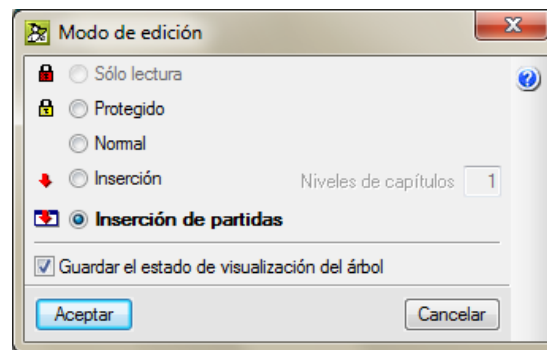 Modo de edición
Sólo lectura
Protegido
Normal
Inserción Niveles de capítulos 1
Inserción de partidas
Guardar el estado de visualización del árbol
Aceptar Cancelar